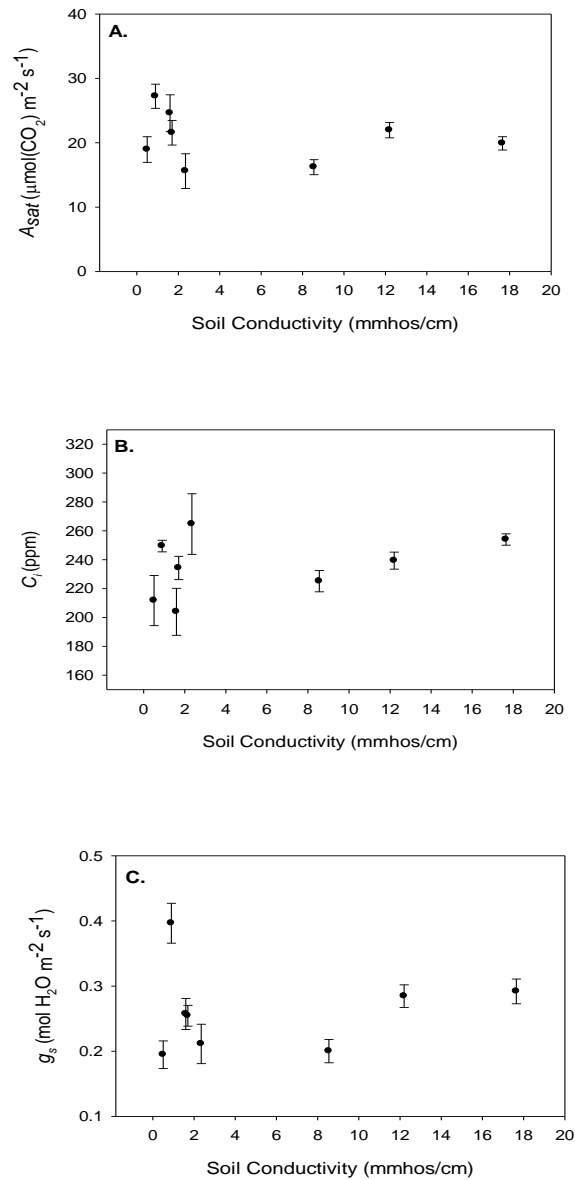 A.
40
30
20
10
0
Asat (μmol(CO₂) m⁻² s⁻¹)
0 2 4 6 8 10 12 14 16 18 20
Soil Conductivity (mmhos/cm)
B.
320
300
280
260
240
220
200
180
160
Ci (ppm)
0 2 4 6 8 10 12 14 16 18 20
Soil Conductivity (mmhos/cm)
C.
0.5
0.4
0.3
0.2
0.1
gs (mol H₂O m⁻² s⁻¹)
0 2 4 6 8 10 12 14 16 18 20
Soil Conductivity (mmhos/cm)